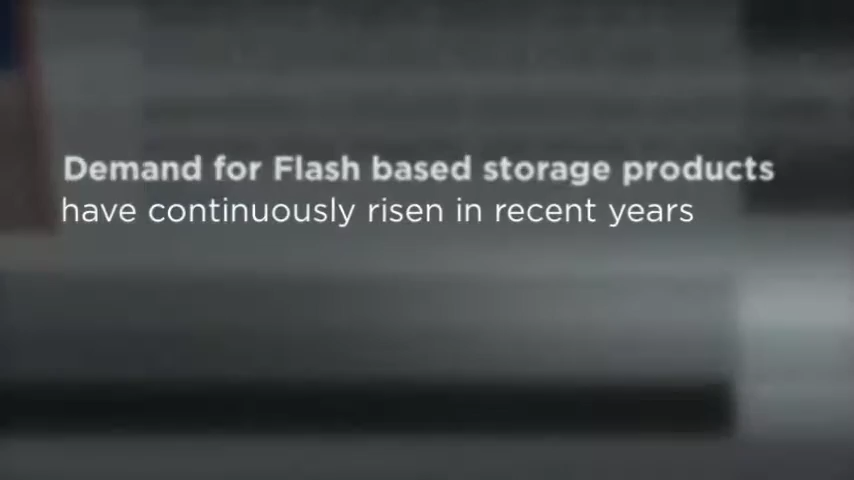 Demand for Flash based storage products
have continuously risen in recent years